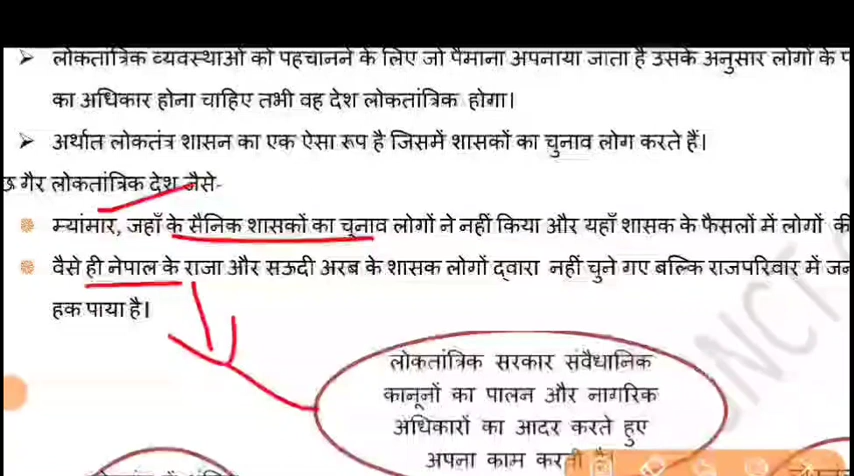 लोकतांत्रिक व्यवस्थाओं को पहचानने के लिए जो पैमाना अपनाया जाता है उसके अनुसार लोगों के
का अधिकार होना चाहिए तभी वह देश लोकतांत्रिक होगा।
अर्थात लोकतंत्र शासन का एक ऐसा रूप है जिसमें शासकों का चुनाव लोग करते हैं।
गैर लोकतांत्रिक देश जैसे-
म्यांमार, जहाँ के सैनिक शासकों का चुनाव लोगों ने नहीं किया और यहाँ शासक के फैसलों में लोगों की
वैसे ही नेपाल के राजा और सऊदी अरब के शासक लोगों द्वारा नहीं चुने गए बल्कि राजपरिवार में
हक पाया है।
लोकतांत्रिक सरकार संवैधानिक
कानूनों का पालन और नागरिक
अधिकारों का आदर करते हुए
अपना काम करती है।